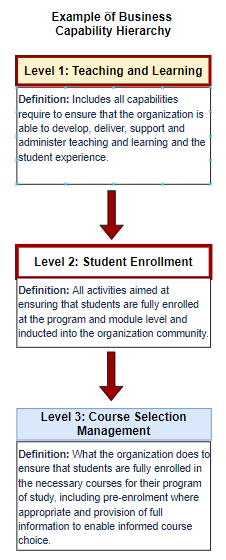 Example of Business
Capability Hierarchy
Level 1: Teaching and Learning
Definition: Includes all capabilities
require to ensure that the organization is
able to develop, deliver, support and
administer teaching and learning and the
student experience.
Level 2: Student Enrollment
Definition: All activities aimed at
ensuring that students are fully enrolled
at the program and module level and
inducted into the organization community.
Level 3: Course Selection
Management
Definition: What the organization does to
ensure that students are fully enrolled in
the necessary courses for their program
of study, including pre-enrolment where
appropriate and provision of full
information to enable informed course
choice.